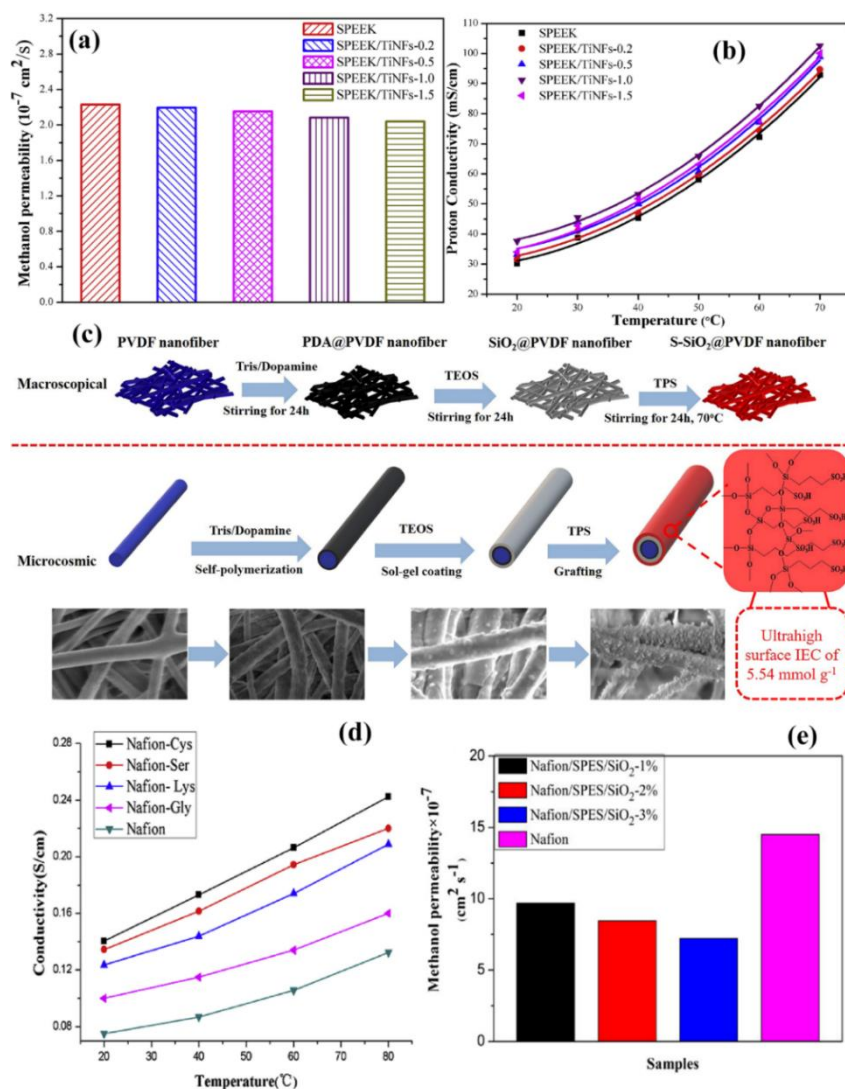 (a)
SPEEK
SPEEK/TiNFs-0.2
SPEEK/TiNFs-0.5
SPEEK/TiNFs-1.0
SPEEK/TiNFs-1.5
Methanol permeability (10⁻⁷ cm²/s)
3.6
3.0
2.4
1.8
1.2
0.6
0.0
(b)
SPEEK
SPEEK/TiNFs-0.2
SPEEK/TiNFs-0.5
SPEEK/TiNFs-1.0
SPEEK/TiNFs-1.5
Proton Conductivity (mS/cm)
110
100
90
80
70
60
50
40
30
20
20 30 40 50 60 70
Temperature (°C)
(c)
PVDF nanofiber
PDA@PVDF nanofiber
SiO₂@PVDF nanofiber
S-SiO₂@PVDF nanofiber
Macroscopical
Tris/Dopamine
Stirring for 24h
TEOS
Stirring for 24h
TPS
Stirring for 24h, 70°C
Microcosmic
Tris/Dopamine
Self-polymerization
TEOS
Sol-gel coating
TPS
Grafting
Ultrahigh
surface IEC of
5.54 mmol g⁻¹
(d)
Nafion-Cys
Nafion-Ser
Nafion- Lys
Nafion-Gly
Nafion
Conductivity(S/cm)
0.28
0.24
0.20
0.16
0.12
0.08
20 30 40 50 60 70 80
Temperature(℃)
(e)
Nafion/SPES/SiO₂-1%
Nafion/SPES/SiO₂-2%
Nafion/SPES/SiO₂-3%
Nafion
Methanol permeability×10⁻⁷
(cm² s⁻¹)
20
15
10
5
0
Samples